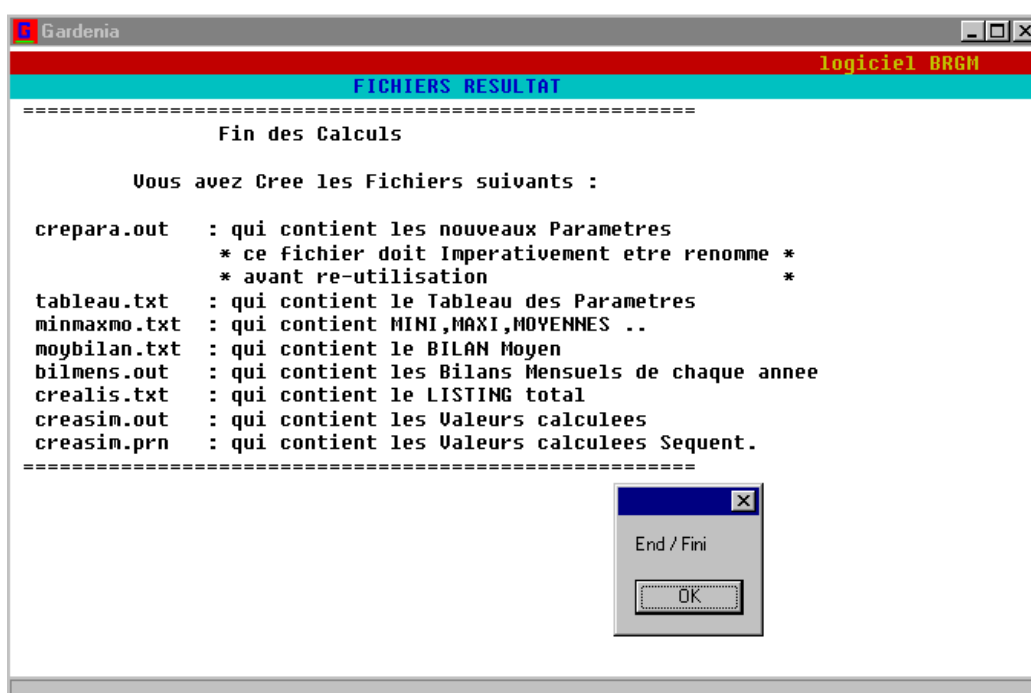 G Gardenia
logiciel BRGM
FICHIERS RESULTAT
=======================================================
Fin des Calculs
Vous avez Cree les Fichiers suivants :
crepara.out : qui contient les nouveaux Parametres
* ce fichier doit Imperativement etre renomme *
* avant re-utilisation *
tableau.txt : qui contient le Tableau des Parametres
minmaxmo.txt : qui contient MINI,MAXI,MOYENNES ..
moybilan.txt : qui contient le BILAN Moyen
bilmens.out : qui contient les Bilans Mensuels de chaque annee
crealis.txt : qui contient le LISTING total
creasim.out : qui contient les Valeurs calculees
creasim.prn : qui contient les Valeurs calculees Sequent.
=======================================================
End / Fini
OK